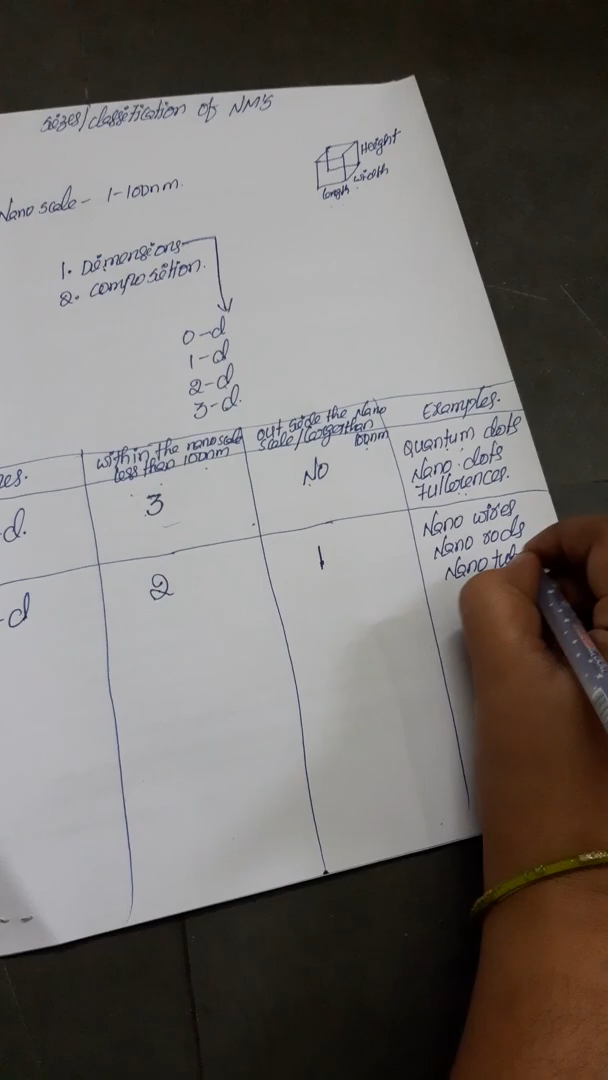 sizes/classification of NM's
Height
width
length
Nano scale - 1-100nm.
1. Dimensions
2. composition.
0-d
1-d
2-d
3-d.
within the nanoscale
less than 100nm
out side the Nano
scale/larger than
100nm
Examples.
-d.
3
NO
Quantum dots
Nano dots
Fullerences.
-d
2
1
Nano wires
Nano rods
Nano tub